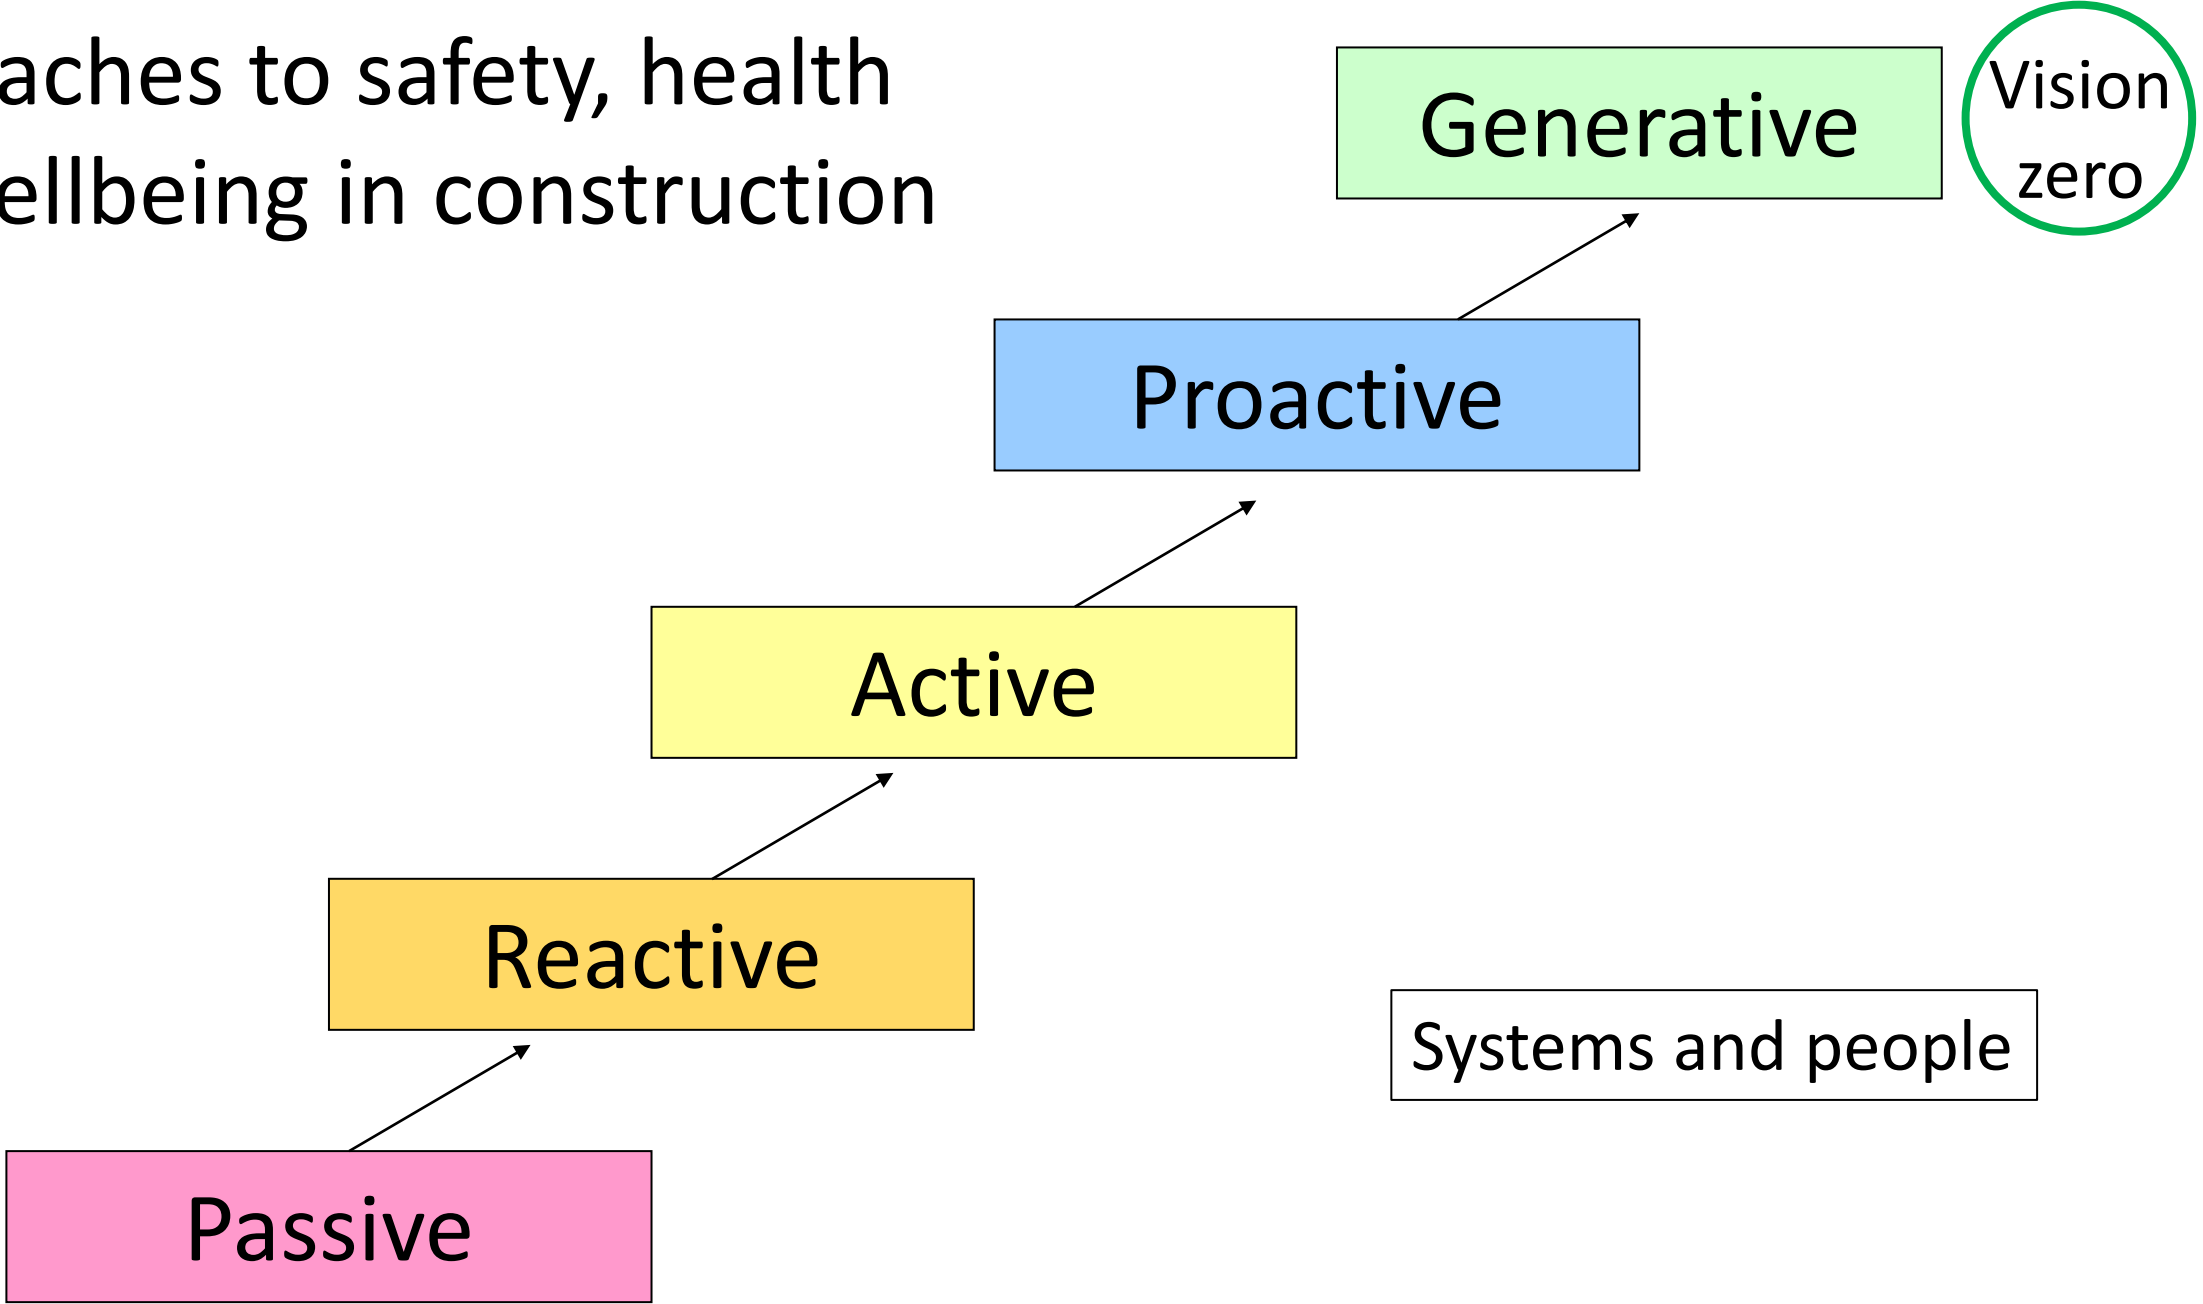 aches to safety, health
ellbeing in construction
Generative
Vision
zero
Proactive
Active
Reactive
Systems and people
Passive